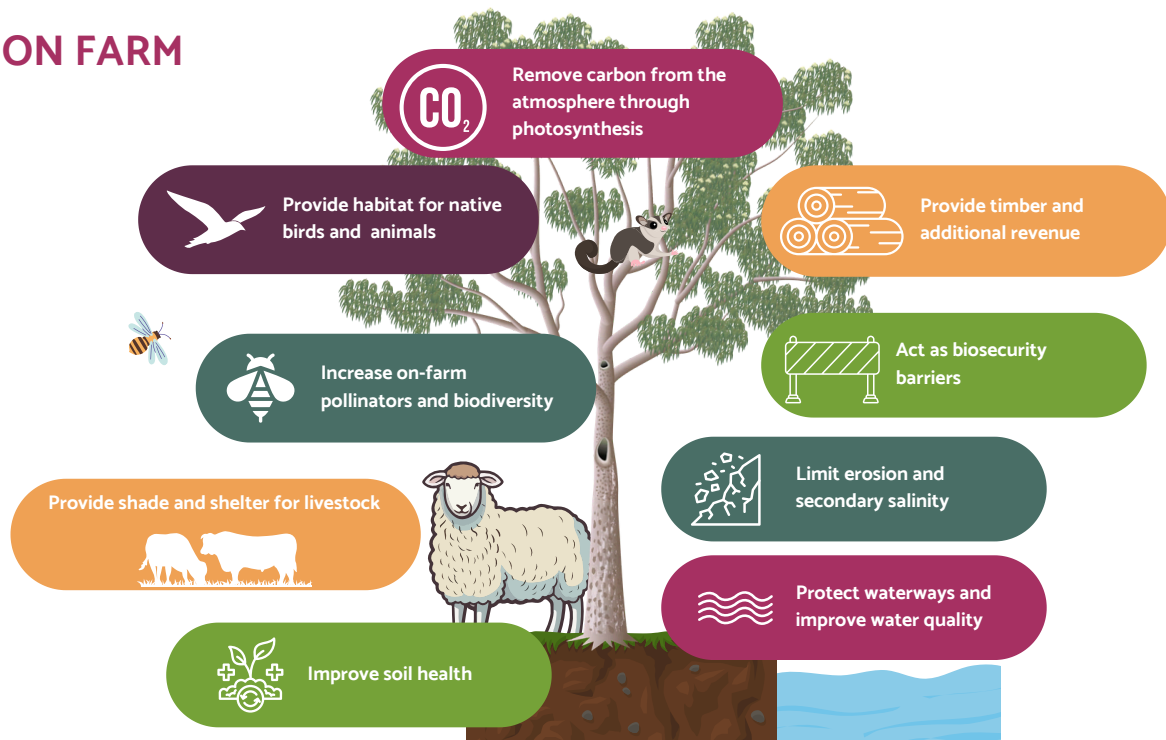 ON FARM
CO₂
Remove carbon from the
atmosphere through
photosynthesis
Provide habitat for native
birds and animals
Provide timber and
additional revenue
Increase on-farm
pollinators and biodiversity
Act as biosecurity
barriers
Provide shade and shelter for livestock
Limit erosion and
secondary salinity
Protect waterways and
improve water quality
Improve soil health